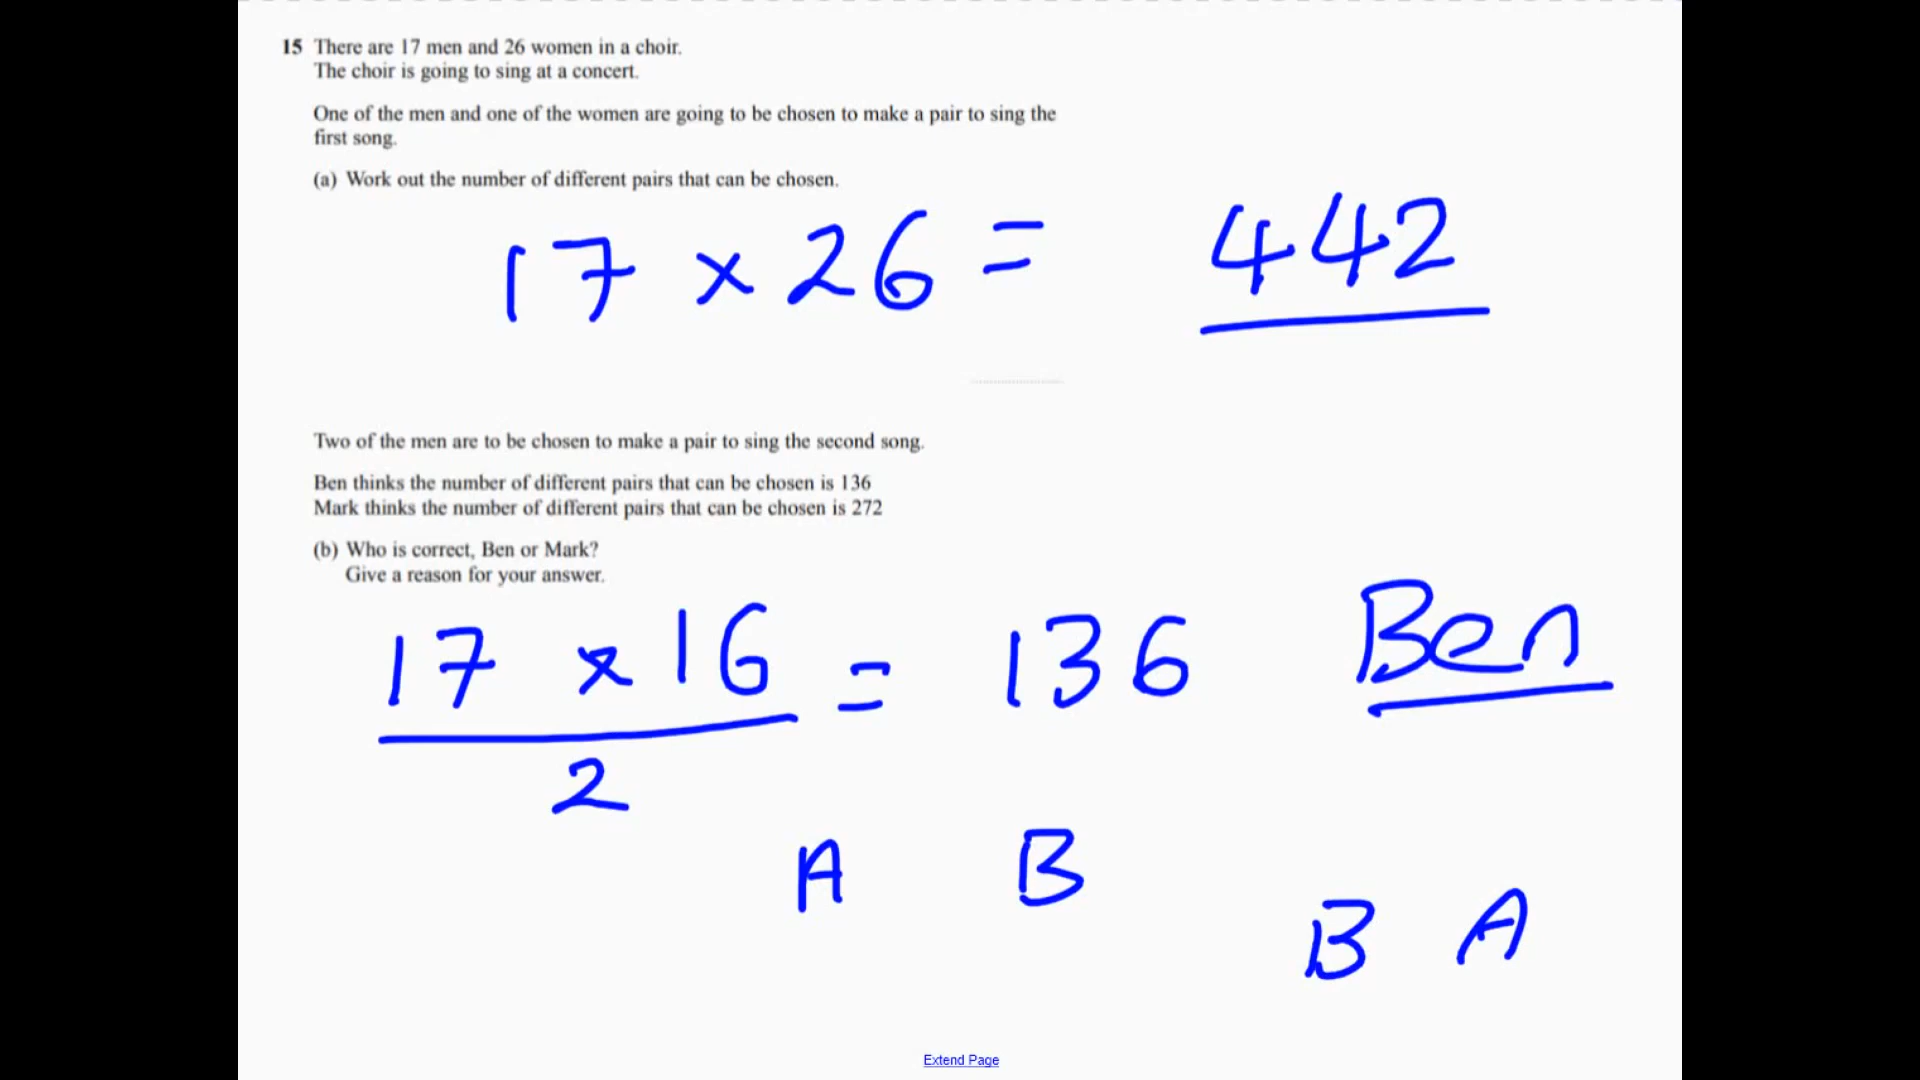 15 There are 17 men and 26 women in a choir.
The choir is going to sing at a concert.
One of the men and one of the women are going to be chosen to make a pair to sing the
first song.
(a) Work out the number of different pairs that can be chosen.
17 × 26 = 442
Two of the men are to be chosen to make a pair to sing the second song.
Ben thinks the number of different pairs that can be chosen is 136
Mark thinks the number of different pairs that can be chosen is 272
(b) Who is correct, Ben or Mark?
Give a reason for your answer.
17 × 16 = 136 Ben
2
A B
B A
Extend Page